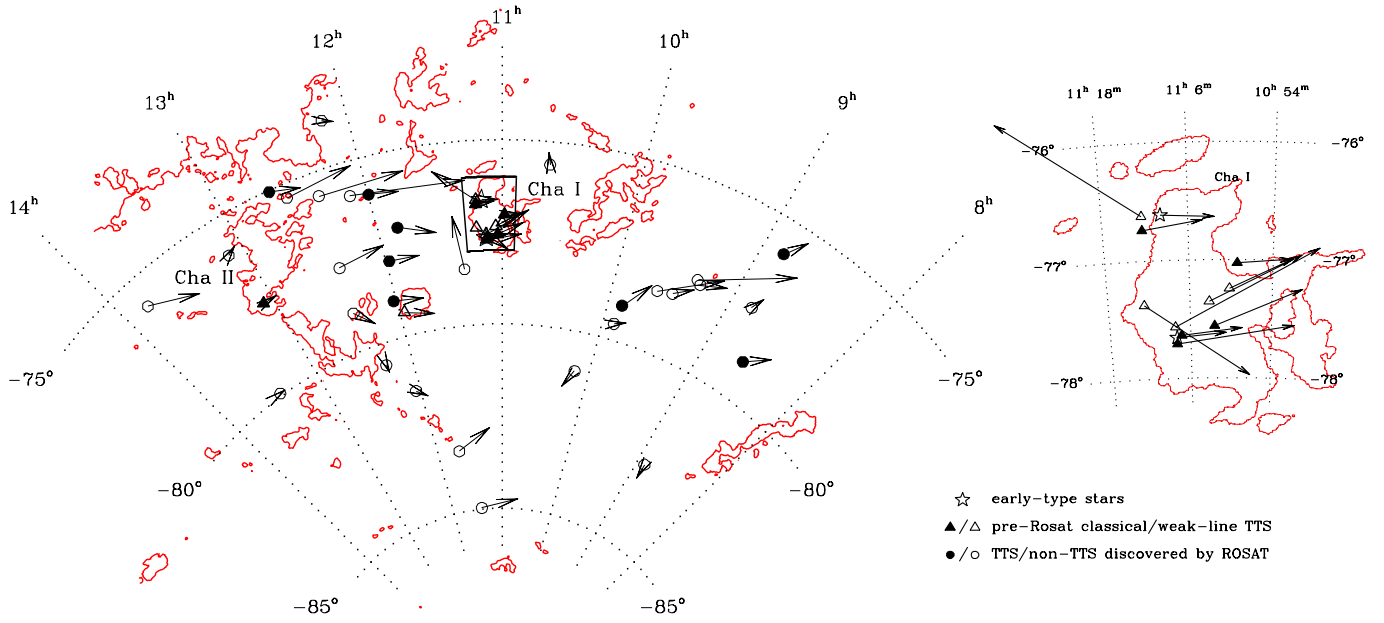 11ʰ
12ʰ
10ʰ
13ʰ
9ʰ
14ʰ
8ʰ
Cha I
Cha II
−75°
−75°
−80°
−80°
−85°
−85°
11ʰ 18ᵐ
11ʰ 6ᵐ
10ʰ 54ᵐ
−76°
−76°
Cha I
−77°
−77°
−78°
−78°
early−type stars
/ pre−Rosat classical/weak−line TTS
/ TTS/non−TTS discovered by ROSAT